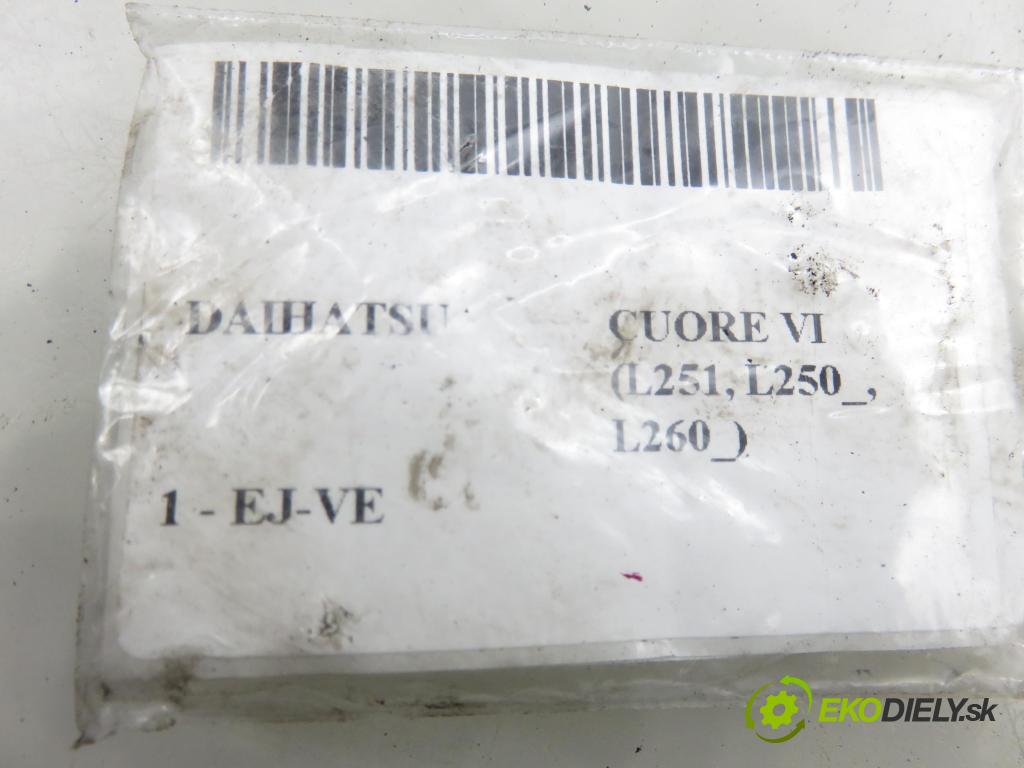 DAIHATSU
CUORE VI
(L251, L250_,
L260_)
1 - EJ-VE
EKODIELY.sk